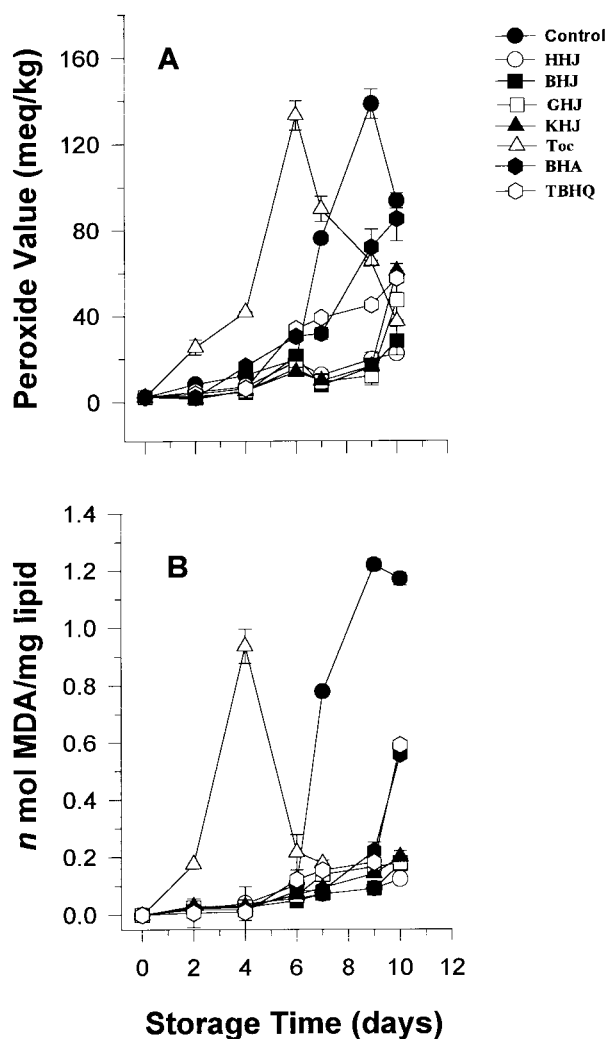 A
Peroxide Value (meq/kg)
160
120
80
40
0
Control
HHJ
BHJ
GHJ
KHJ
Toc
BHA
TBHQ
B
n mol MDA/mg lipid
1.4
1.2
1.0
0.8
0.6
0.4
0.2
0.0
0 2 4 6 8 10 12
Storage Time (days)